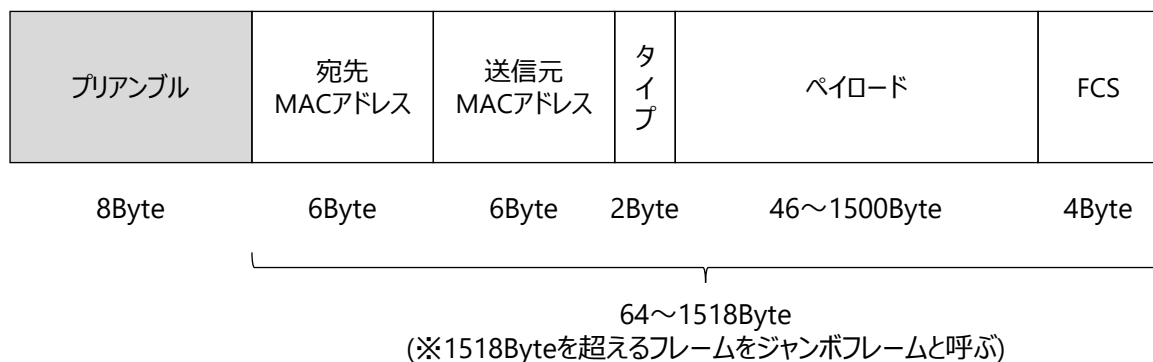 プリアンブル
宛先
MACアドレス
送信元
MACアドレス
タイプ
ペイロード
FCS
8Byte
6Byte
6Byte
2Byte
46～1500Byte
4Byte
64～1518Byte
(※1518Byteを超えるフレームをジャンボフレームと呼ぶ)